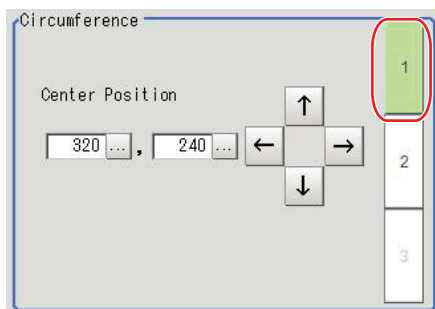 Circumference
1
Center Position
↑
320 ... , 240 ... ← →
2
↓
3